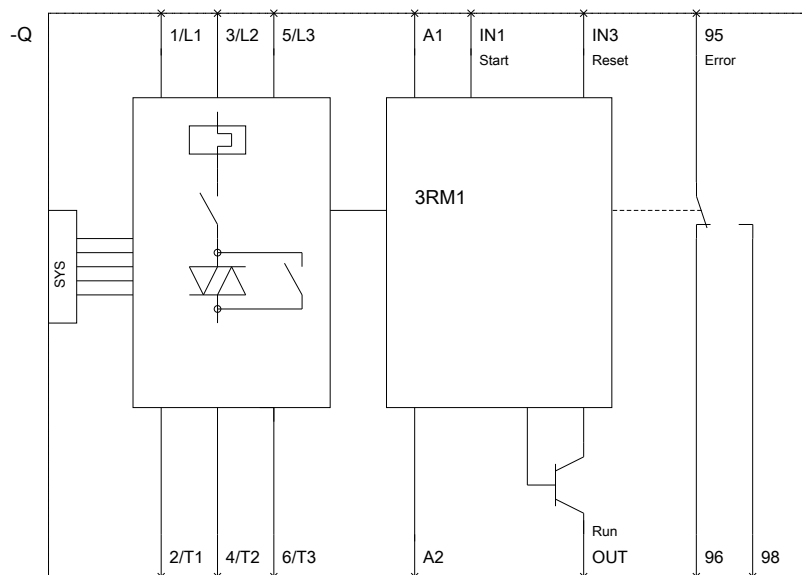 -Q 1/L1 3/L2 5/L3 A1 IN1 IN3 95
Start Reset Error
3RM1
SYS
Run
2/T1 4/T2 6/T3 A2 OUT 96 98